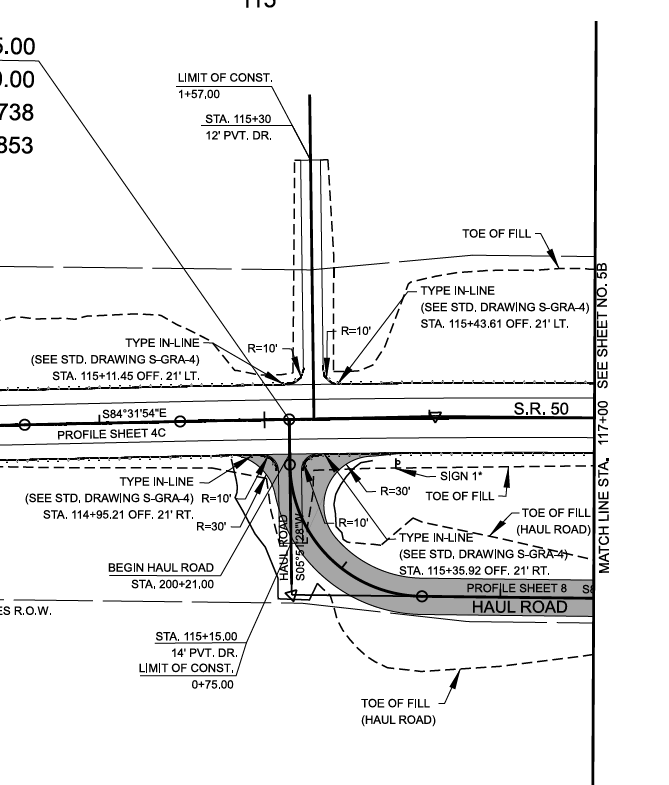 115
5.00
0.00
738
853
LIMIT OF CONST.
1+57.00
STA. 115+30
12' PVT. DR.
TOE OF FILL
TYPE IN-LINE
(SEE STD. DRAWING S-GRA-4)
STA. 115+43.61 OFF. 21' LT.
R=10'
R=10'
TYPE IN-LINE
(SEE STD. DRAWING S-GRA-4)
STA. 115+11.45 OFF. 21' LT.
S84°31'54"E
PROFILE SHEET 4C
S.R. 50
MATCH LINE STA. 117+00 SEE SHEET NO. 5B
TYPE IN-LINE
(SEE STD. DRAWING S-GRA-4)
STA. 114+95.21 OFF. 21' RT.
R=10'
R=30'
SIGN 1*
TOE OF FILL
R=30'
R=10'
TOE OF FILL
(HAUL ROAD)
TYPE IN-LINE
(SEE STD. DRAWING S-GRA-4)
STA. 115+35.92 OFF. 21' RT.
HAUL ROAD
S05°51'28"W
BEGIN HAUL ROAD
STA. 200+21.00
PROFILE SHEET 8
HAUL ROAD
ES R.O.W.
STA. 115+15.00
14' PVT. DR.
LIMIT OF CONST.
0+75.00
TOE OF FILL
(HAUL ROAD)